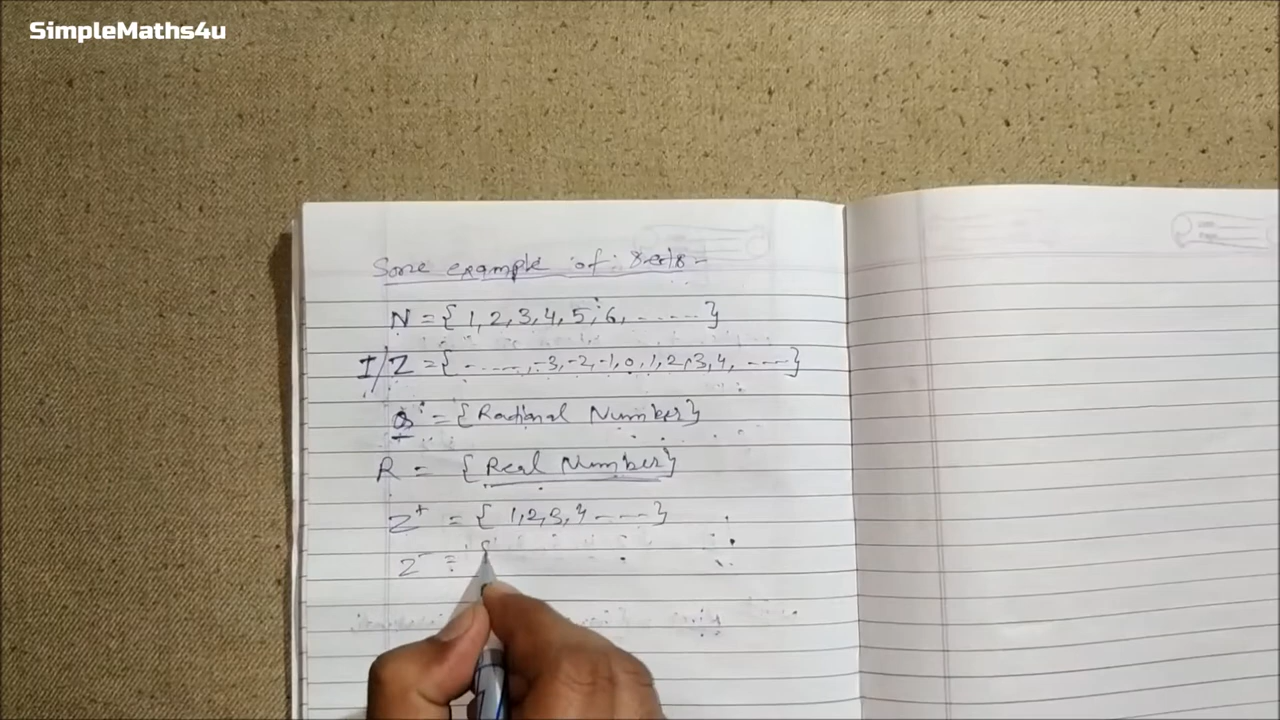 SimpleMaths4u
Some example of sets-
N = { 1, 2, 3, 4, 5, 6, ...... }
I/Z = { ......, -3, -2, -1, 0, 1, 2, 3, 4, ..... }
Q = {Rational Number}
R = {Real Number}
Z⁺ = { 1, 2, 3, 4 ..... }
Z⁻ = {